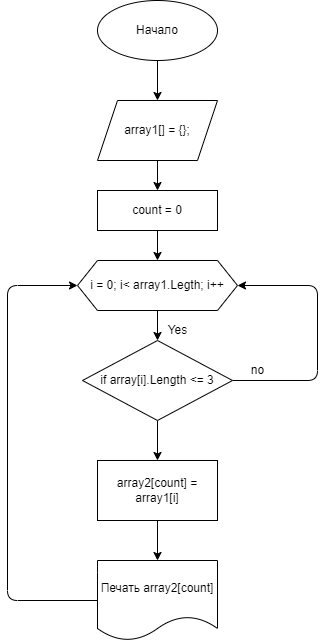 Начало
array1[] = {};
count = 0
i = 0; i< array1.Legth; i++
Yes
no
if array[i].Length <= 3
array2[count] =
array1[i]
Печать array2[count]